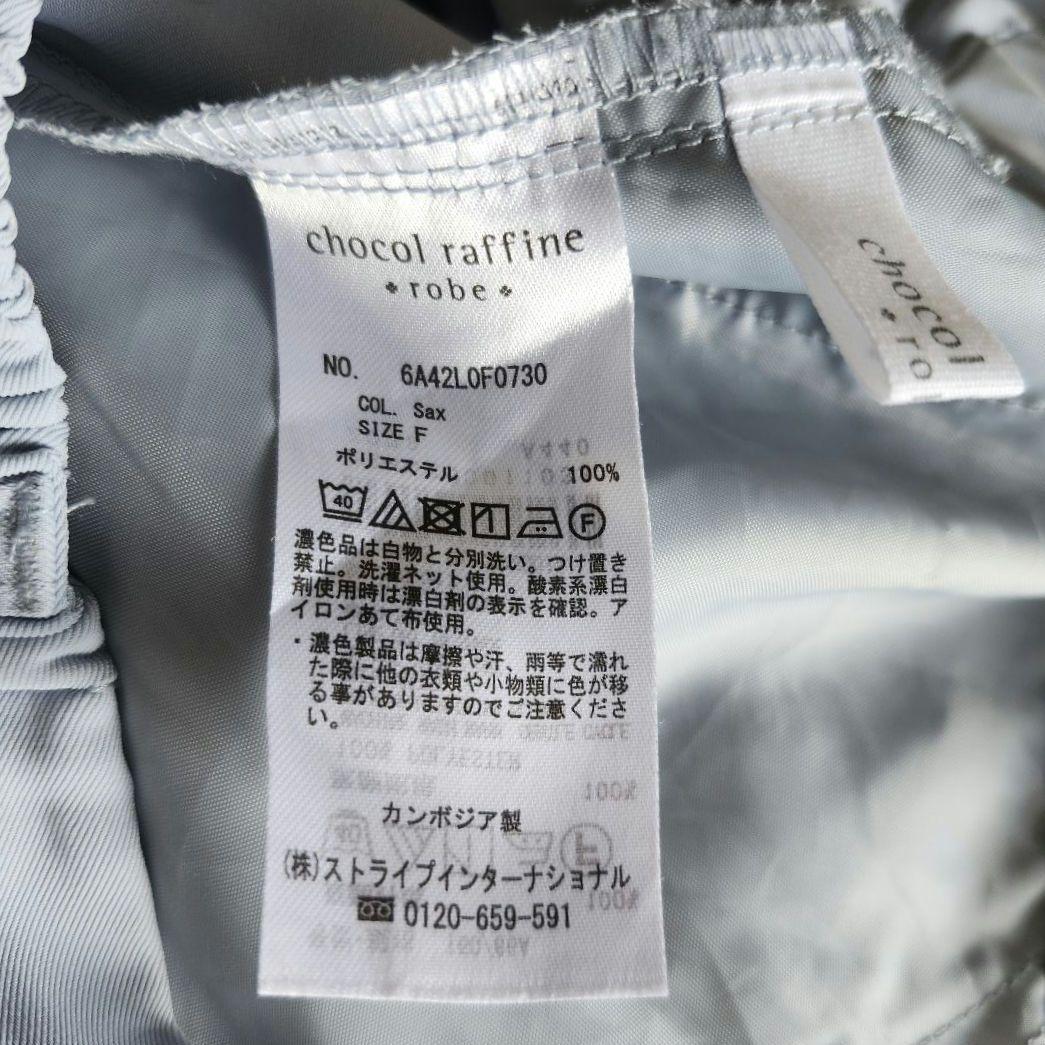 chocol raffine
robe
NO. 6A42L0F0730
COL. Sax
SIZE F
ポリエステル 100%
40 F
濃色品は白物と分別洗い。つけ置き
禁止。洗濯ネット使用。酸素系漂白
剤使用時は漂白剤の表示を確認。ア
イロンあて布使用。
・濃色製品は摩擦や汗、雨等で濡れ
た際に他の衣類や小物類に色が移
る事がありますのでご注意くださ
い。
カンボジア製
(株)ストライプインターナショナル
0120-659-591
chocol
ro